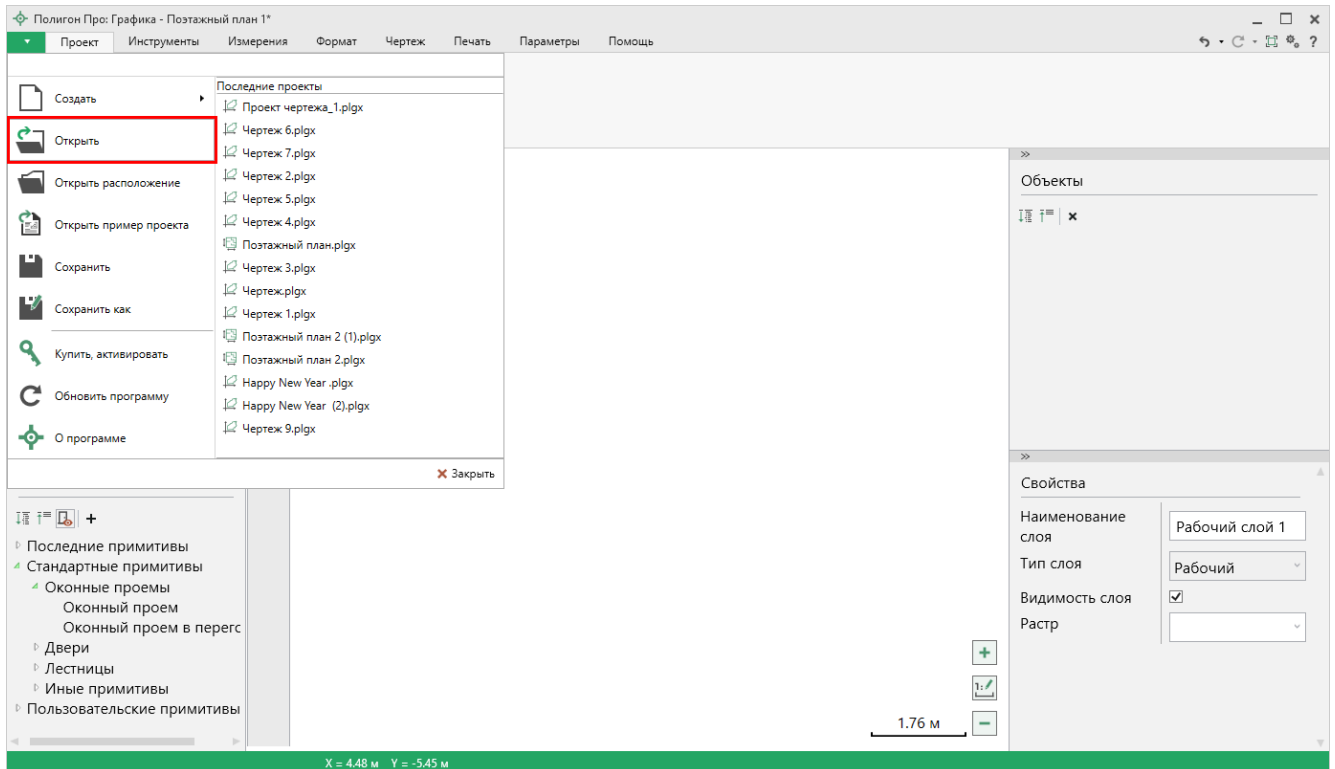 Полигон Про: Графика - Поэтажный план 1*
Проект Инструменты Измерения Формат Чертеж Печать Параметры Помощь
Создать
Открыть
Открыть расположение
Открыть пример проекта
Сохранить
Сохранить как
Купить, активировать
Обновить программу
О программе
Последние проекты
Проект чертежа_1.plgx
Чертеж 6.plgx
Чертеж 7.plgx
Чертеж 2.plgx
Чертеж 5.plgx
Чертеж 4.plgx
Поэтажный план.plgx
Чертеж 3.plgx
Чертеж.plgx
Чертеж 1.plgx
Поэтажный план 2 (1).plgx
Поэтажный план 2.plgx
Happy New Year .plgx
Happy New Year  (2).plgx
Чертеж 9.plgx
Закрыть
Последние примитивы
Стандартные примитивы
Оконные проемы
Оконный проем
Оконный проем в перегс
Двери
Лестницы
Иные примитивы
Пользовательские примитивы
1:
1.76 м
Объекты
Свойства
Наименование
слоя
Рабочий слой 1
Тип слоя
Рабочий
Видимость слоя
Растр
X = 4.48 м Y = -5.45 м